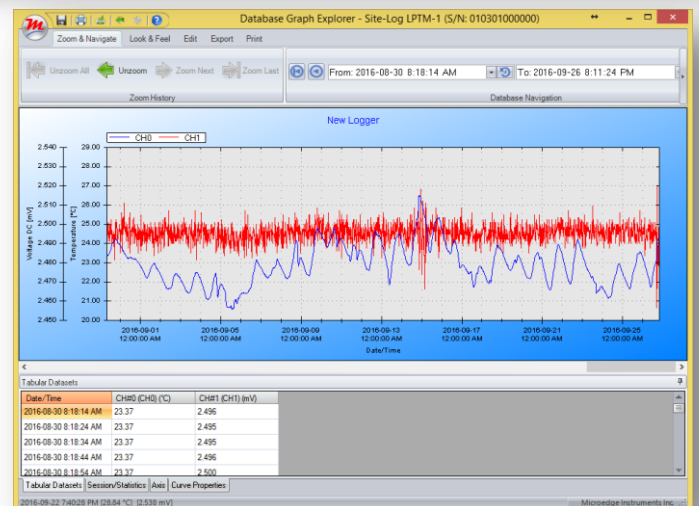 Database Graph Explorer - Site-Log LPTM-1 (S/N: 010301000000)
Zoom & Navigate Look & Feel Edit Export Print
Unzoom All Unzoom Zoom Next Zoom Last From: 2016-08-30 8:18:14 AM To: 2016-09-26 8:11:24 PM
Zoom History Database Navigation
New Logger
CH0 CH1
2.540 29.00
2.530 28.00
2.520 27.00
2.510 26.00
2.500 25.00
2.490 24.00
2.480 23.00
2.470 22.00
2.460 21.00
2.450 20.00
Voltage DC [mV]
Temperature [°C]
2016-09-01 2016-09-05 2016-09-09 2016-09-13 2016-09-17 2016-09-21 2016-09-25
12:00:00 AM 12:00:00 AM 12:00:00 AM 12:00:00 AM 12:00:00 AM 12:00:00 AM 12:00:00 AM
Date/Time
Tabular Datasets
Date/Time CH#0 (CH0) (°C) CH#1 (CH1) (mV)
2016-08-30 8:18:14 AM 23.37 2.496
2016-08-30 8:18:24 AM 23.37 2.495
2016-08-30 8:18:34 AM 23.37 2.495
2016-08-30 8:18:44 AM 23.37 2.496
2016-08-30 8:18:54 AM 23.37 2.500
Tabular Datasets Session/Statistics Axis Curve Properties
2016-09-22 7:40:28 PM [28.84 °C] [2.538 mV] Microedge Instruments Inc.